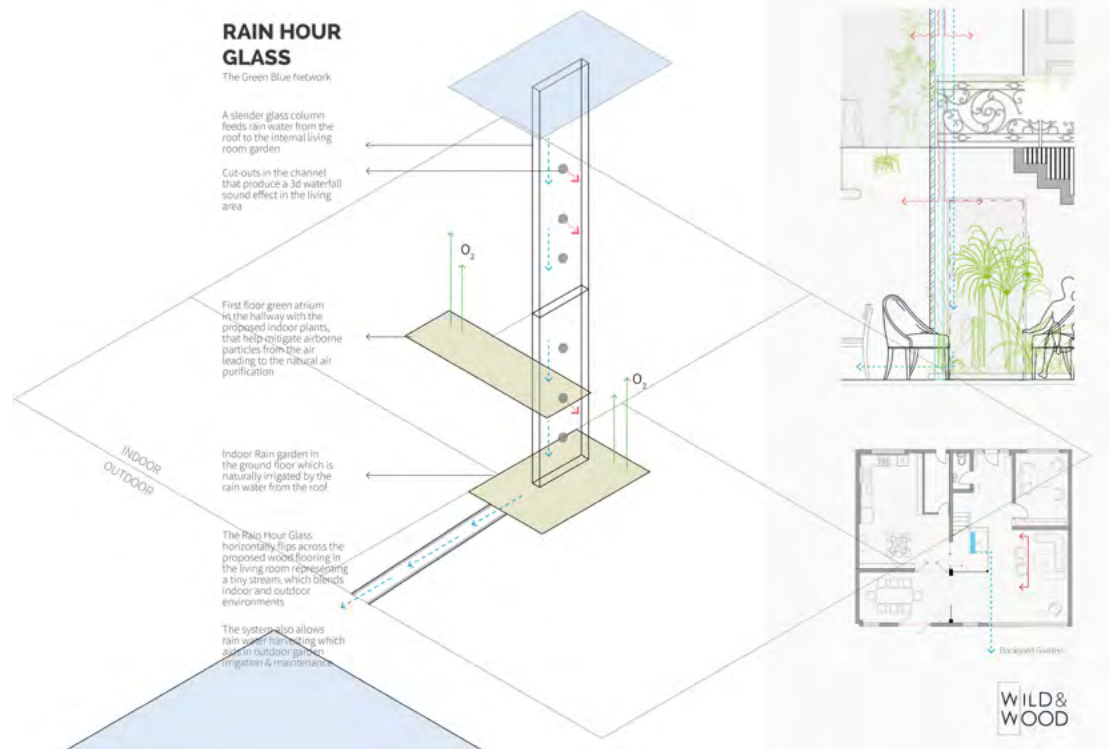 RAIN HOUR
GLASS
The Green Blue Network
A slender glass column
feeds rain water from the
roof to the internal living
room garden
Cut-outs in the channel
that produce a 3d waterfall
sound effect in the living
area
First floor green atrium
in the hallway with the
proposed indoor plants,
that help mitigate airborne
particles from the air
leading to the natural air
purification
Indoor Rain garden in
the ground floor which is
naturally irrigated by the
rain water from the roof
The Rain Hour Glass
horizontally flips across the
proposed wood flooring in
the living room representing
a tiny stream, which blends
indoor and outdoor
environments
The system also allows
rain water harvesting which
aids in outdoor garden
irrigation & maintenance
INDOOR
OUTDOOR
O2
O2
Backyard Garden
WILD &
WOOD